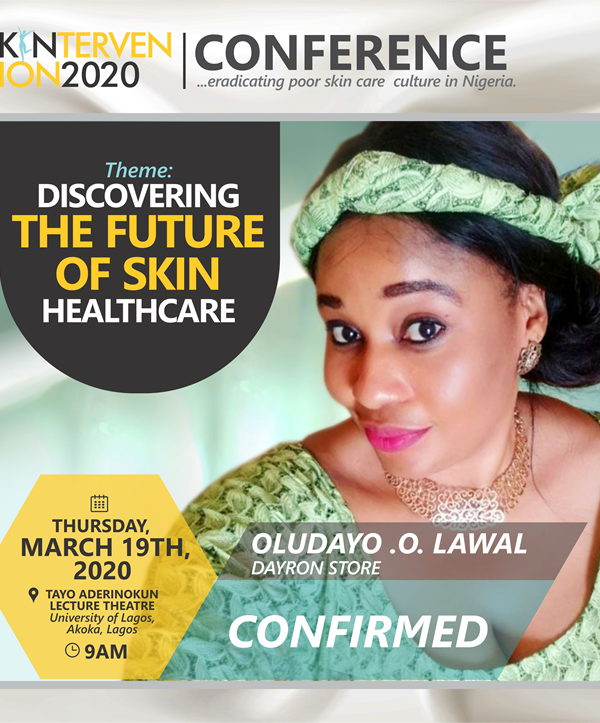 KINTERVEN
ION2020
CONFERENCE
...eradicating poor skin care culture in Nigeria.
Theme:
DISCOVERING
THE FUTURE
OF SKIN
HEALTHCARE
THURSDAY,
MARCH 19TH,
2020
TAYO ADERINOKUN
LECTURE THEATRE
University of Lagos,
Akoka, Lagos
9AM
OLUDAYO .O. LAWAL
DAYRON STORE
CONFIRMED